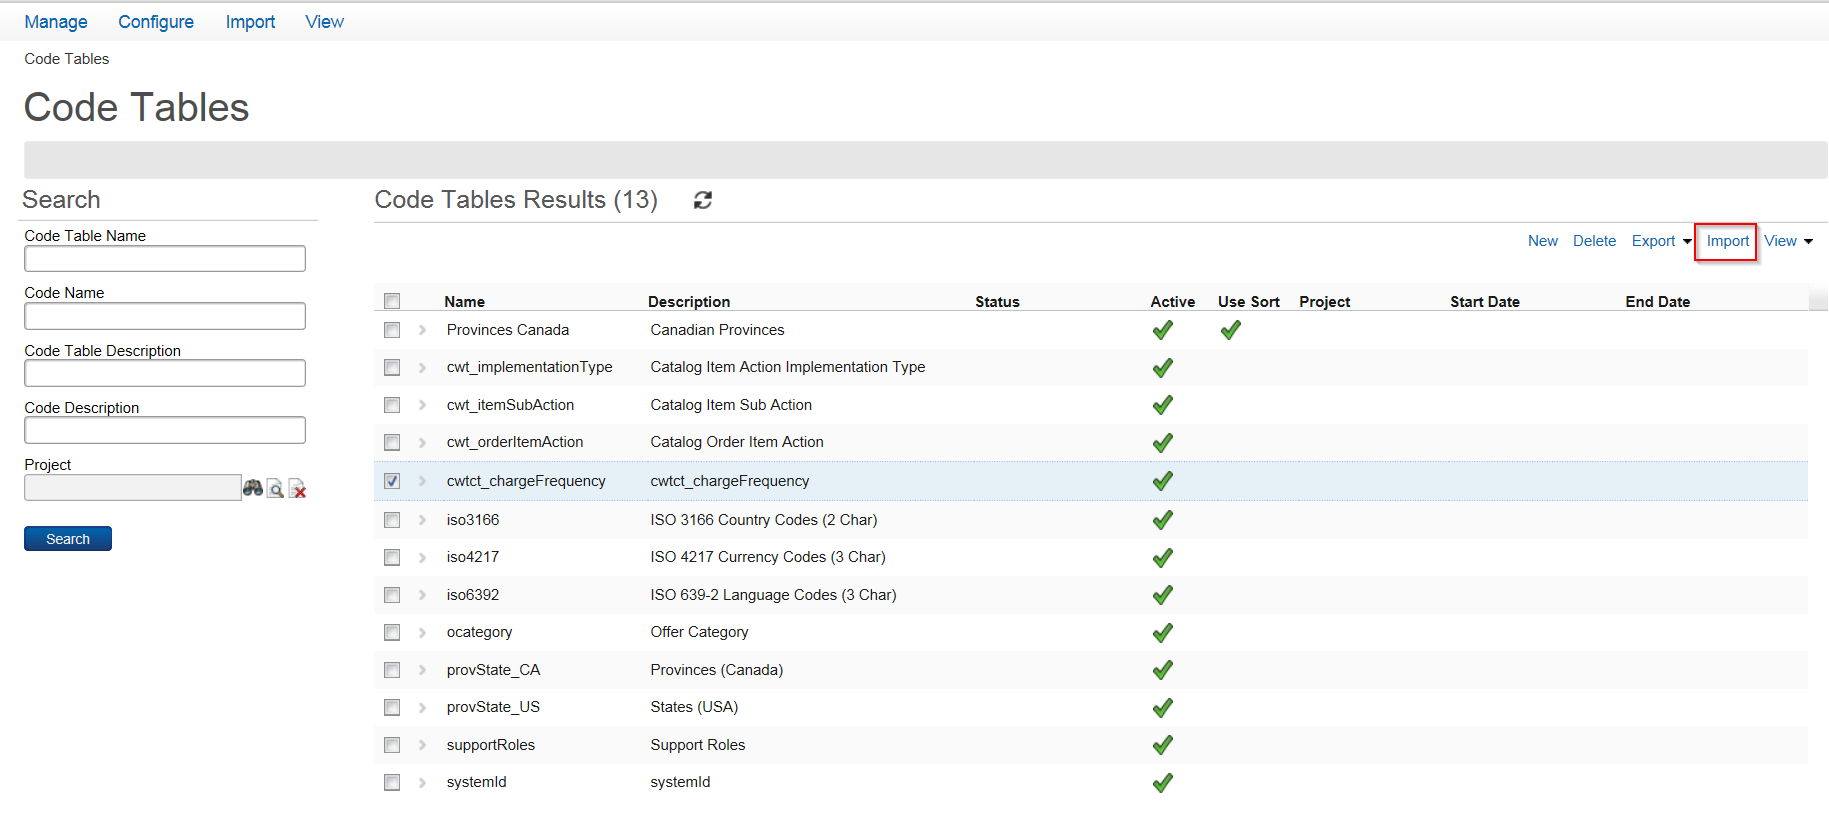 Manage Configure Import View
Code Tables
Code Tables
Search
Code Table Name
Code Name
Code Table Description
Code Description
Project
Search
Code Tables Results (13)
New Delete Export Import View
Name Description Status Active Use Sort Project Start Date End Date
Provinces Canada Canadian Provinces
cwt_implementationType Catalog Item Action Implementation Type
cwt_itemSubAction Catalog Item Sub Action
cwt_orderItemAction Catalog Order Item Action
cwtct_chargeFrequency cwtct_chargeFrequency
iso3166 ISO 3166 Country Codes (2 Char)
iso4217 ISO 4217 Currency Codes (3 Char)
iso6392 ISO 639-2 Language Codes (3 Char)
ocategory Offer Category
provState_CA Provinces (Canada)
provState_US States (USA)
supportRoles Support Roles
systemId systemId